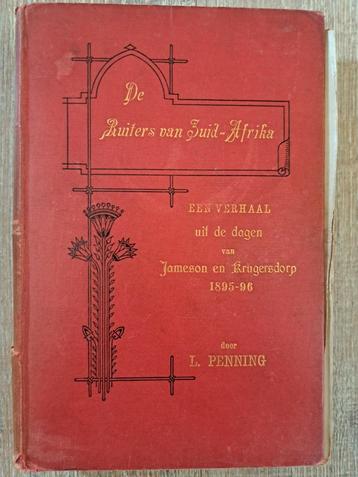 De
Ruiters van Zuid-Afrika
EEN VERHAAL
uit de dagen
van
Jameson en Krugersdorp
1895-96
door
L. PENNING